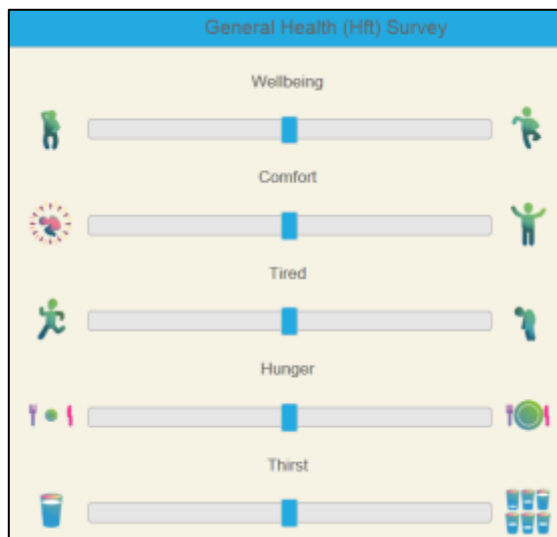 General Health (Hft) Survey
Wellbeing
Comfort
Tired
Hunger
Thirst